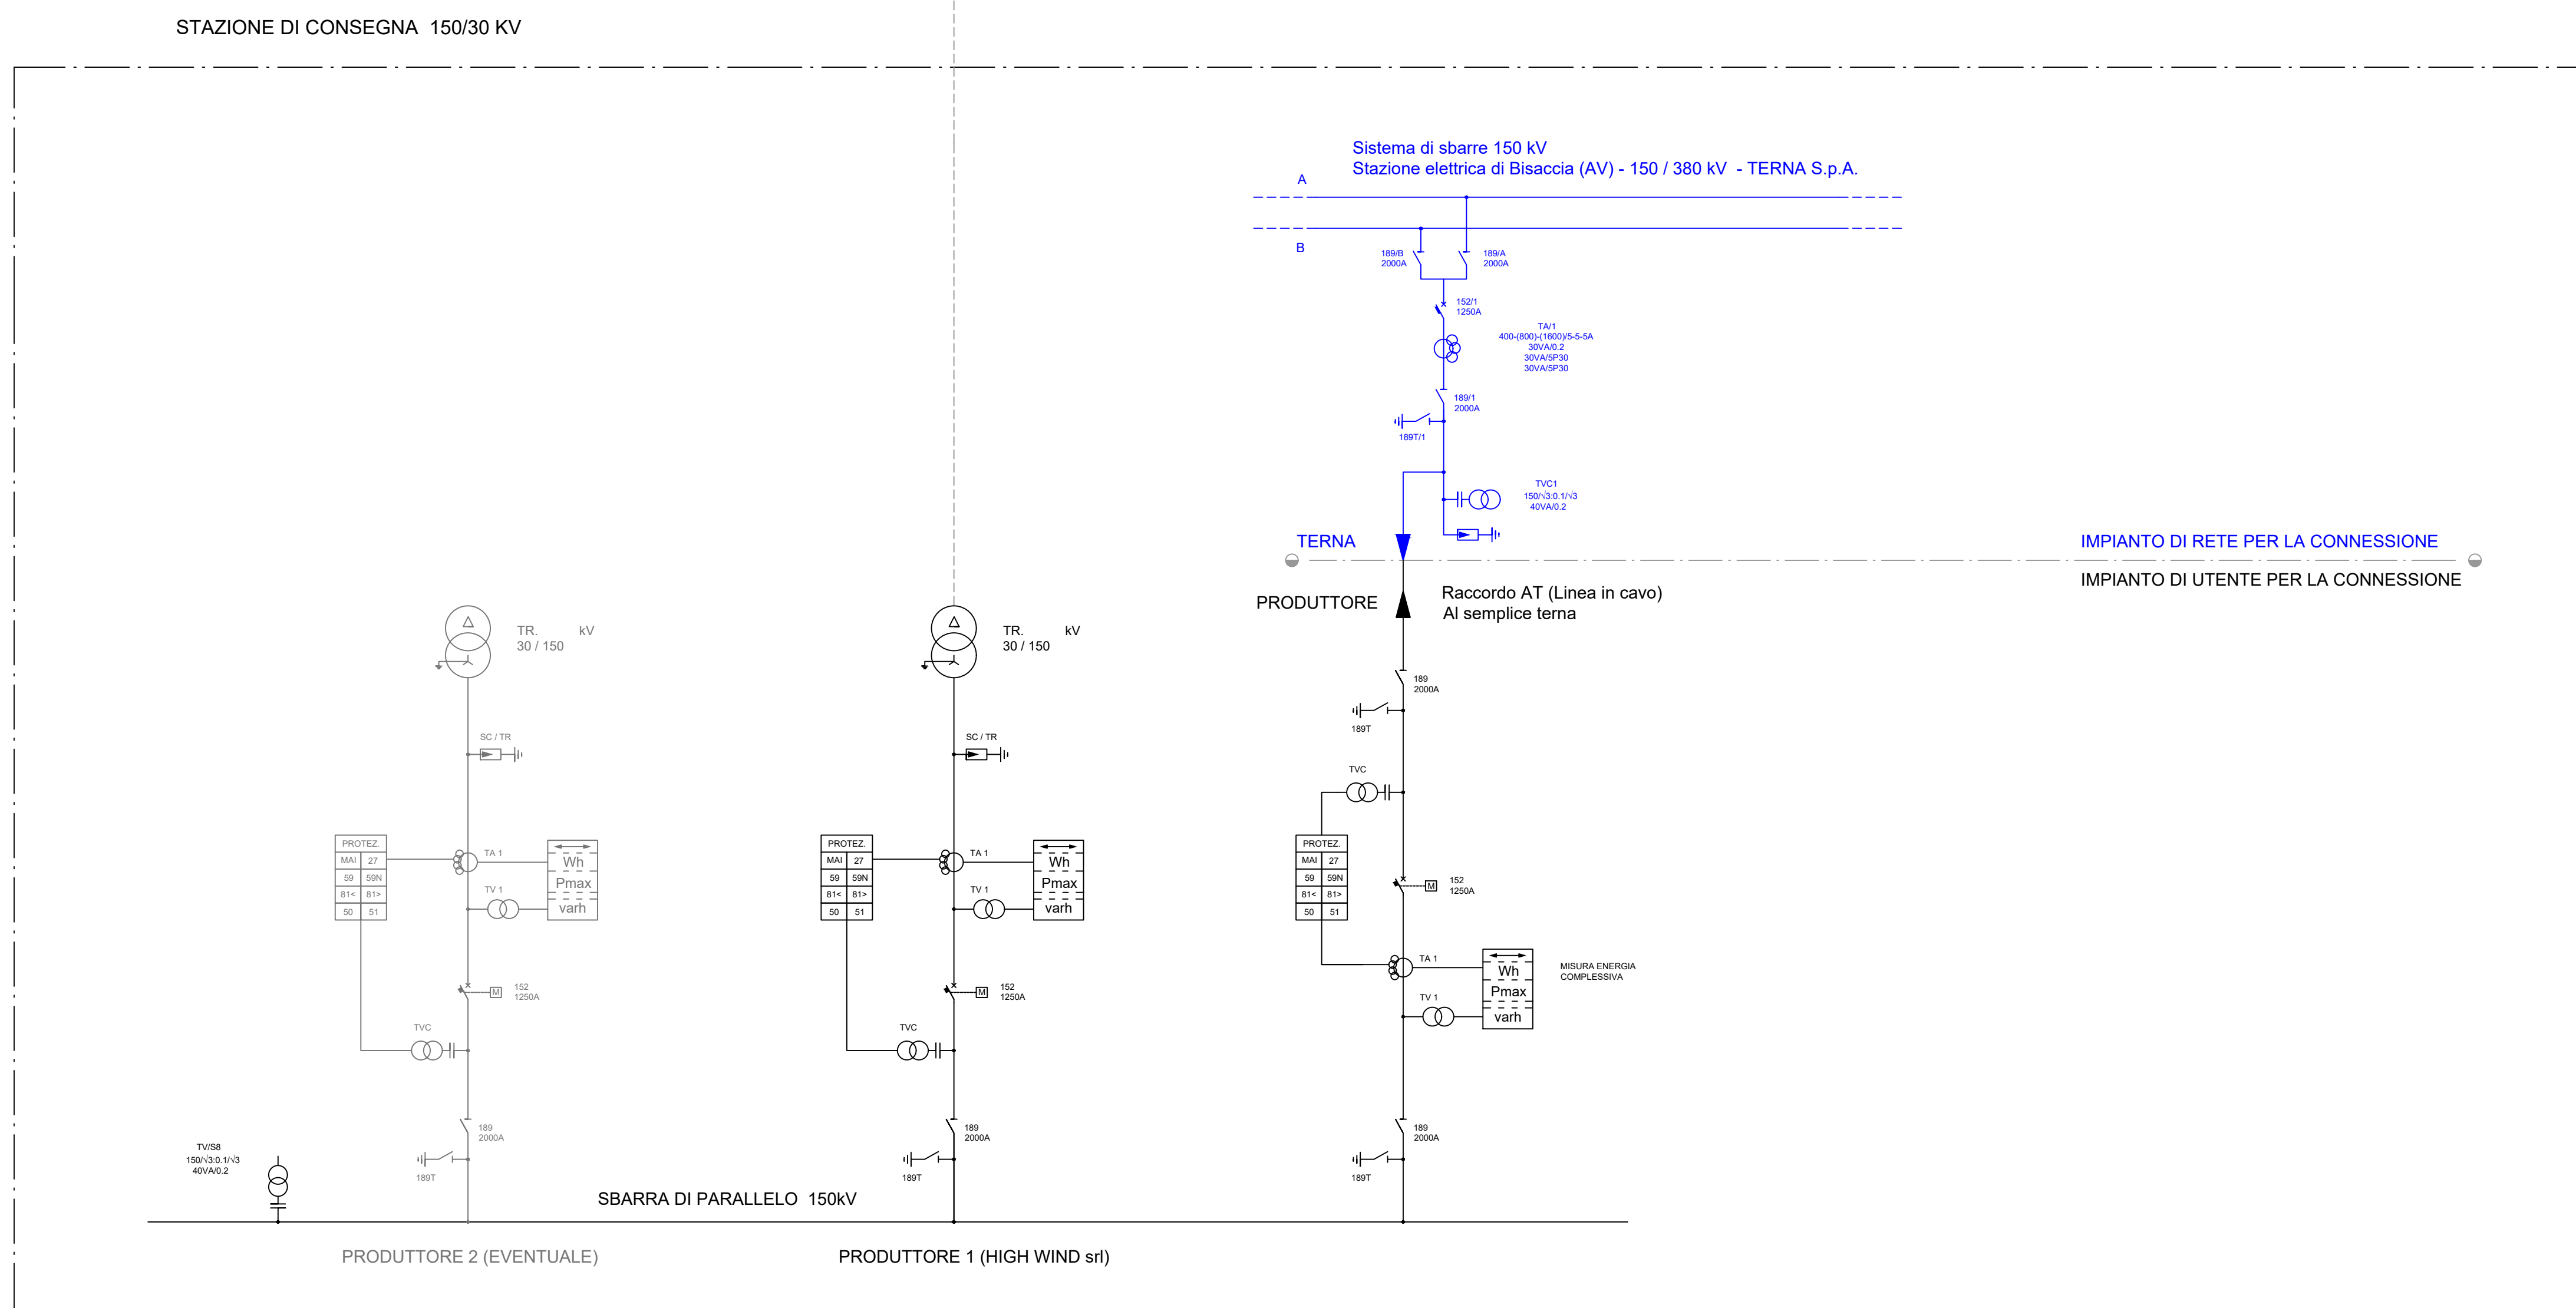 STAZIONE DI CONSEGNA  150/30 KV
Sistema di sbarre 150 kV
Stazione elettrica di Bisaccia (AV) - 150 / 380 kV  - TERNA S.p.A.
A
B
189/B
2000A
189/A
2000A
152/1
1250A
TA/1
400-(800)-(1600)/5-5-5A
30VA/0.2
30VA/5P30
30VA/5P30
189/1
2000A
189T/1
TVC1
150/√3:0.1/√3
40VA/0.2
TERNA
IMPIANTO DI RETE PER LA CONNESSIONE
IMPIANTO DI UTENTE PER LA CONNESSIONE
PRODUTTORE
Raccordo AT (Linea in cavo)
Al semplice terna
TR. kV
30 / 150
SC / TR
PROTEZ.
MAI 27
59 59N
81< 81>
50 51
TA 1
TV 1
Wh
Pmax
varh
M
152
1250A
TVC
189
2000A
189T
TR. kV
30 / 150
SC / TR
PROTEZ.
MAI 27
59 59N
81< 81>
50 51
TA 1
TV 1
Wh
Pmax
varh
M
152
1250A
TVC
189
2000A
189T
189
2000A
189T
TVC
PROTEZ.
MAI 27
59 59N
81< 81>
50 51
M
152
1250A
TA 1
TV 1
Wh
Pmax
varh
MISURA ENERGIA
COMPLESSIVA
189
2000A
189T
TV/S8
150/√3:0.1/√3
40VA/0.2
SBARRA DI PARALLELO  150kV
PRODUTTORE 2 (EVENTUALE)
PRODUTTORE 1 (HIGH WIND srl)